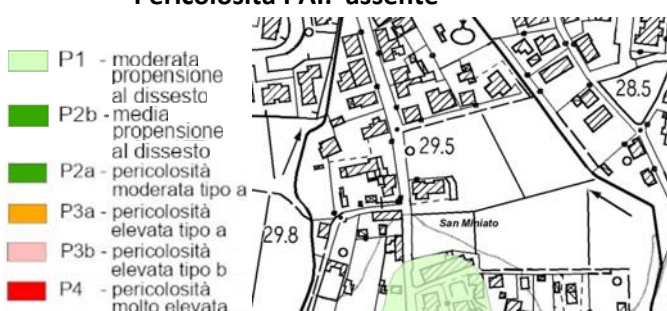 Pericolosità PAI: assente
P1 - moderata
propensione
al dissesto
P2b - media
propensione
al dissesto
P2a - pericolosità
moderata tipo a
P3a - pericolosità
elevata tipo a
P3b - pericolosità
elevata tipo b
P4 - pericolosità
molto elevata
28.5
29.5
San Miniato
29.8